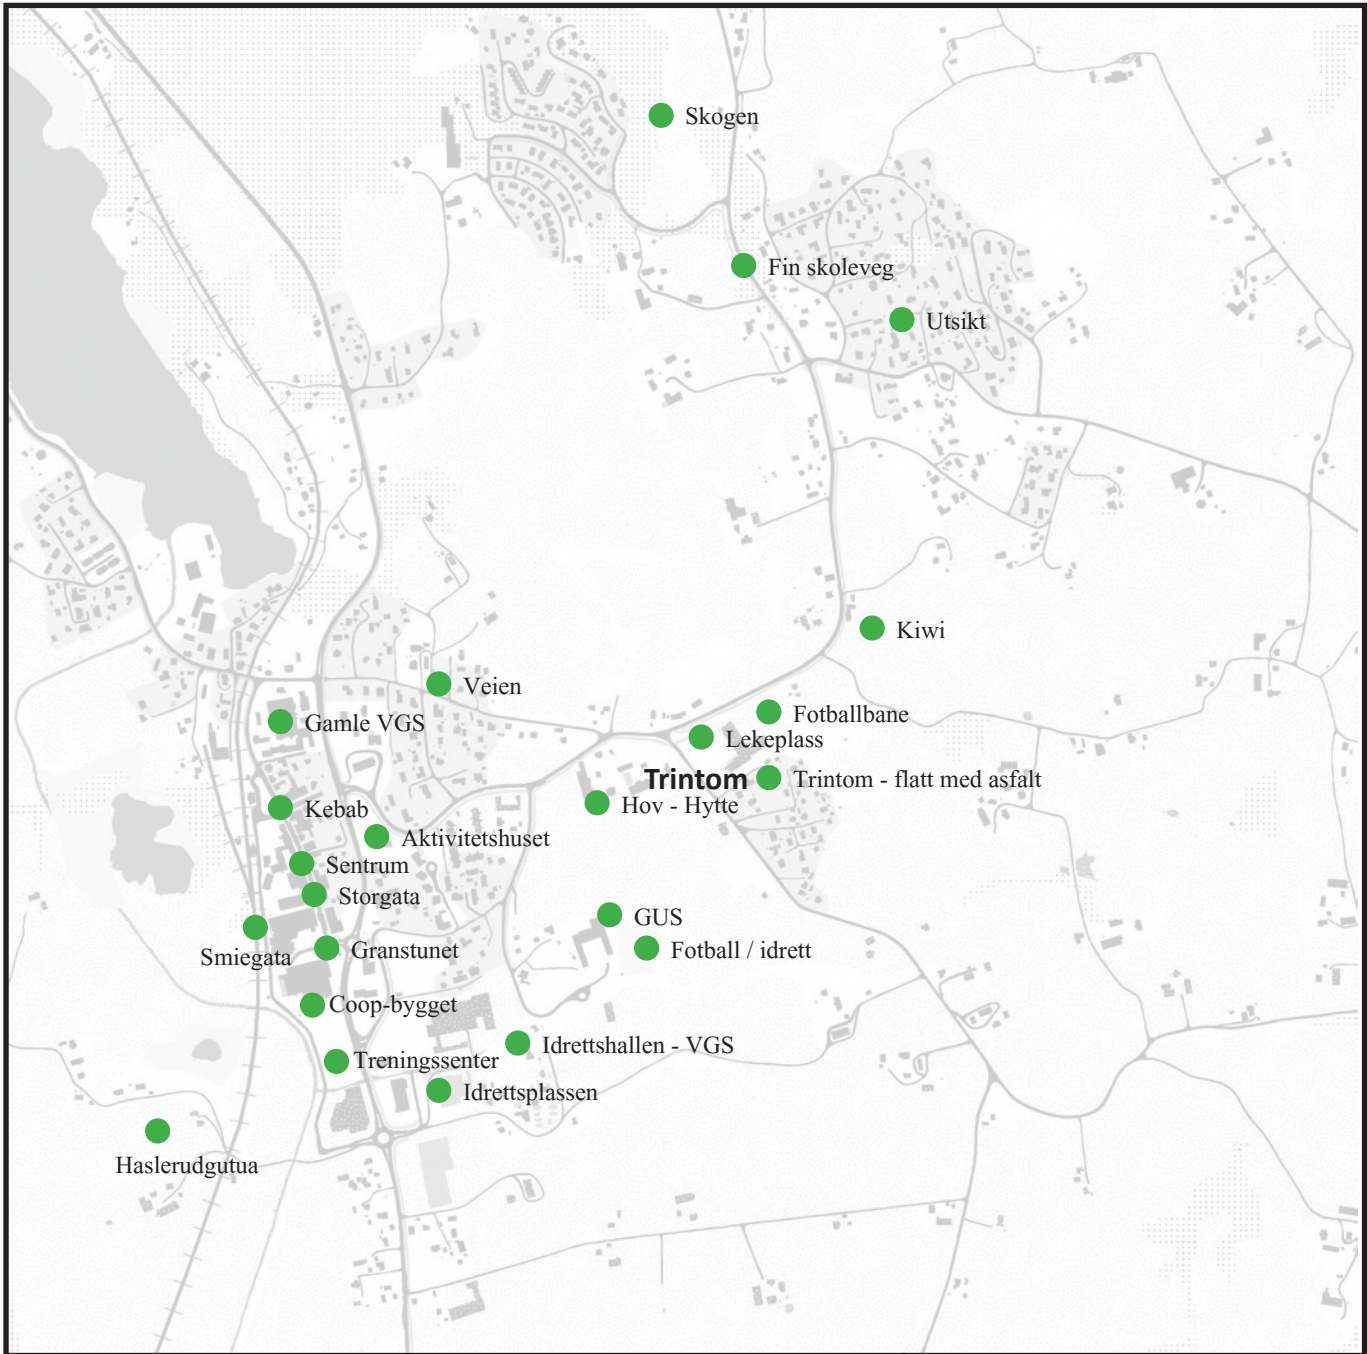 Skogen
Fin skoleveg
Utsikt
Kiwi
Veien
Fotballbane
Gamle VGS
Lekeplass
Trintom
Trintom - flatt med asfalt
Hov - Hytte
Kebab
Aktivitetshuset
Sentrum
Storgata
GUS
Smiegata
Granstunet
Fotball / idrett
Coop-bygget
Idrettshallen - VGS
Treningssenter
Idrettsplassen
Haslerudgutua